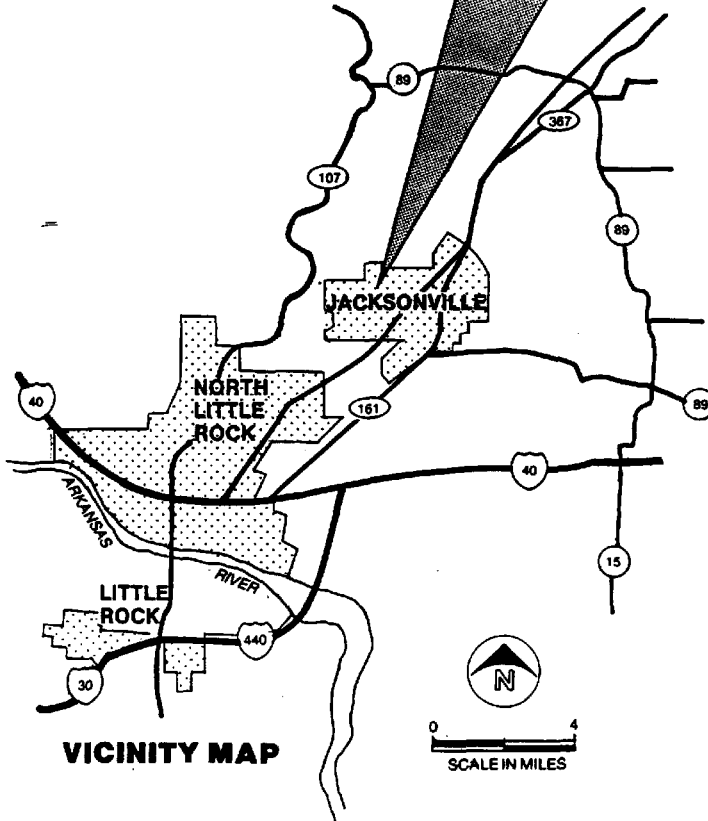 89
367
107
89
JACKSONVILLE
NORTH
LITTLE
ROCK
40
161
89
40
ARKANSAS
RIVER
15
LITTLE
ROCK
440
30
N
VICINITY MAP
0 4
SCALE IN MILES